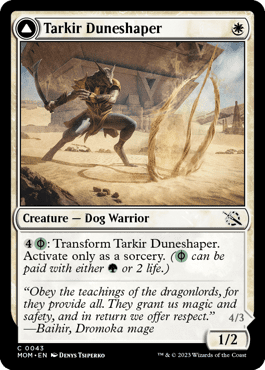 Tarkir Duneshaper
Creature — Dog Warrior
4: Transform Tarkir Duneshaper.
Activate only as a sorcery. ( can
be paid with either or 2 life.)
“Obey the teachings of the dragonlords, for
they provide all. They grant us magic and
safety, and in return we offer respect.”
—Baihir, Dromoka mage
4/3
1/2
C 0043
MOM • EN DENYS TSIPERKO
™ & © 2023 Wizards of the Coast